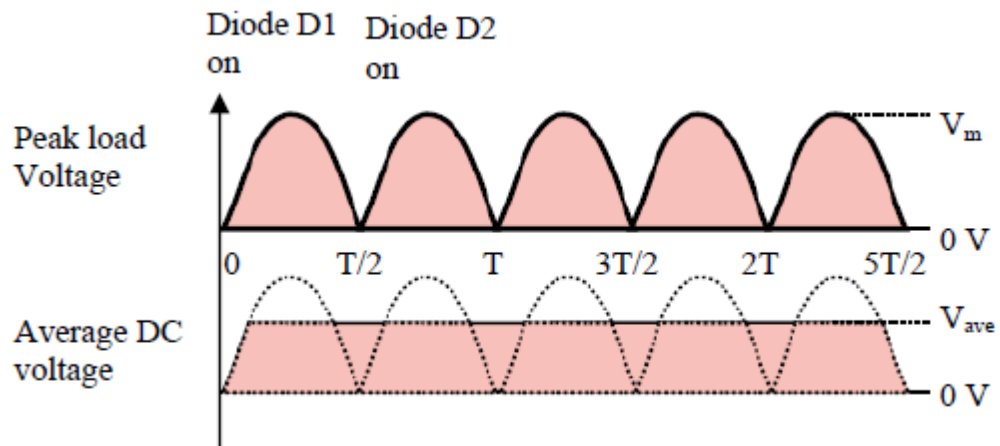 Diode D1 Diode D2
on on
Peak load
Voltage
Vm
0 V
0 T/2 T 3T/2 2T 5T/2
Average DC
voltage
Vave
0 V